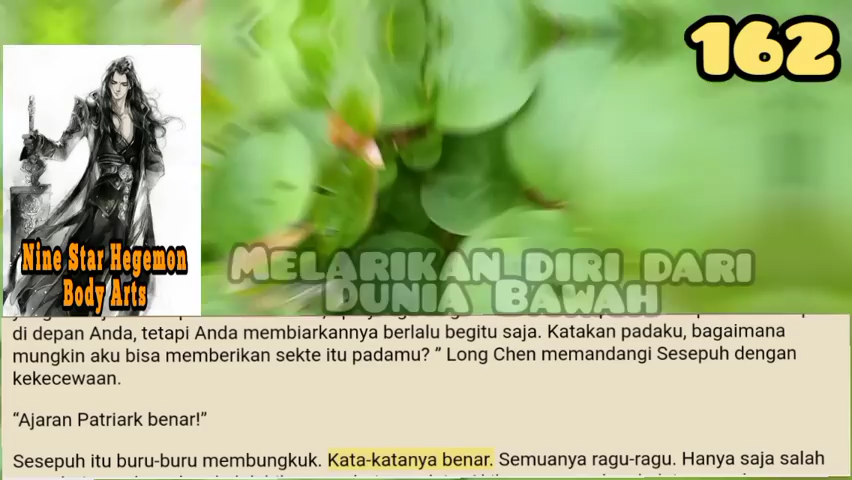 162
Nine Star Hegemon
Body Arts
Melarikan diri dari
Dunia Bawah
di depan Anda, tetapi Anda membiarkannya berlalu begitu saja. Katakan padaku, bagaimana
mungkin aku bisa memberikan sekte itu padamu? ” Long Chen memandangi Sesepuh dengan
kekecewaan.
“Ajaran Patriark benar!”
Sesepuh itu buru-buru membungkuk. Kata-katanya benar. Semuanya ragu-ragu. Hanya saja salah